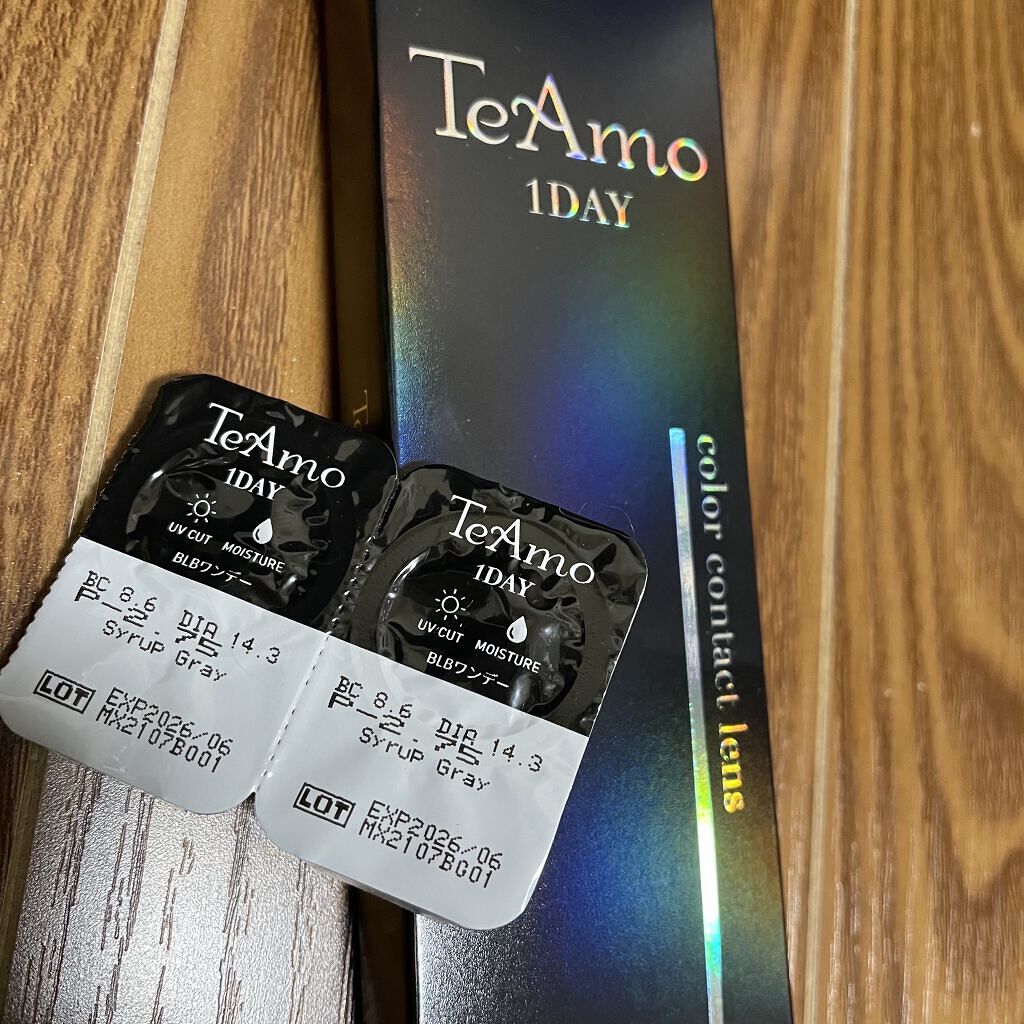 TeAmo
1DAY
color contact lens
TeAmo
1DAY
UV CUT MOISTURE
BLBワンデー
BC 8.6 DIA 14.3
P-2.75
Syrup Gray
LOT EXP2026/06
MX2107B001
TeAmo
1DAY
UV CUT MOISTURE
BLBワンデー
BC 8.6 DIA 14.3
P-2.75
Syrup Gray
LOT EXP2026/06
MX2107BG01